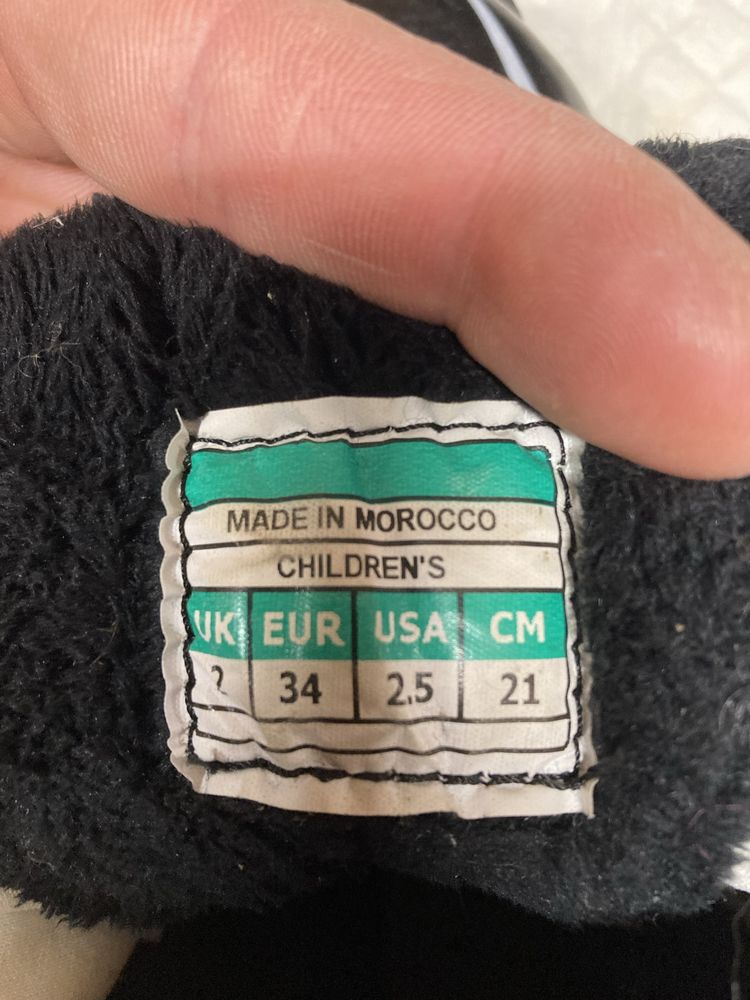 MADE IN MOROCCO
CHILDREN'S
UK EUR USA CM
2 34 2.5 21